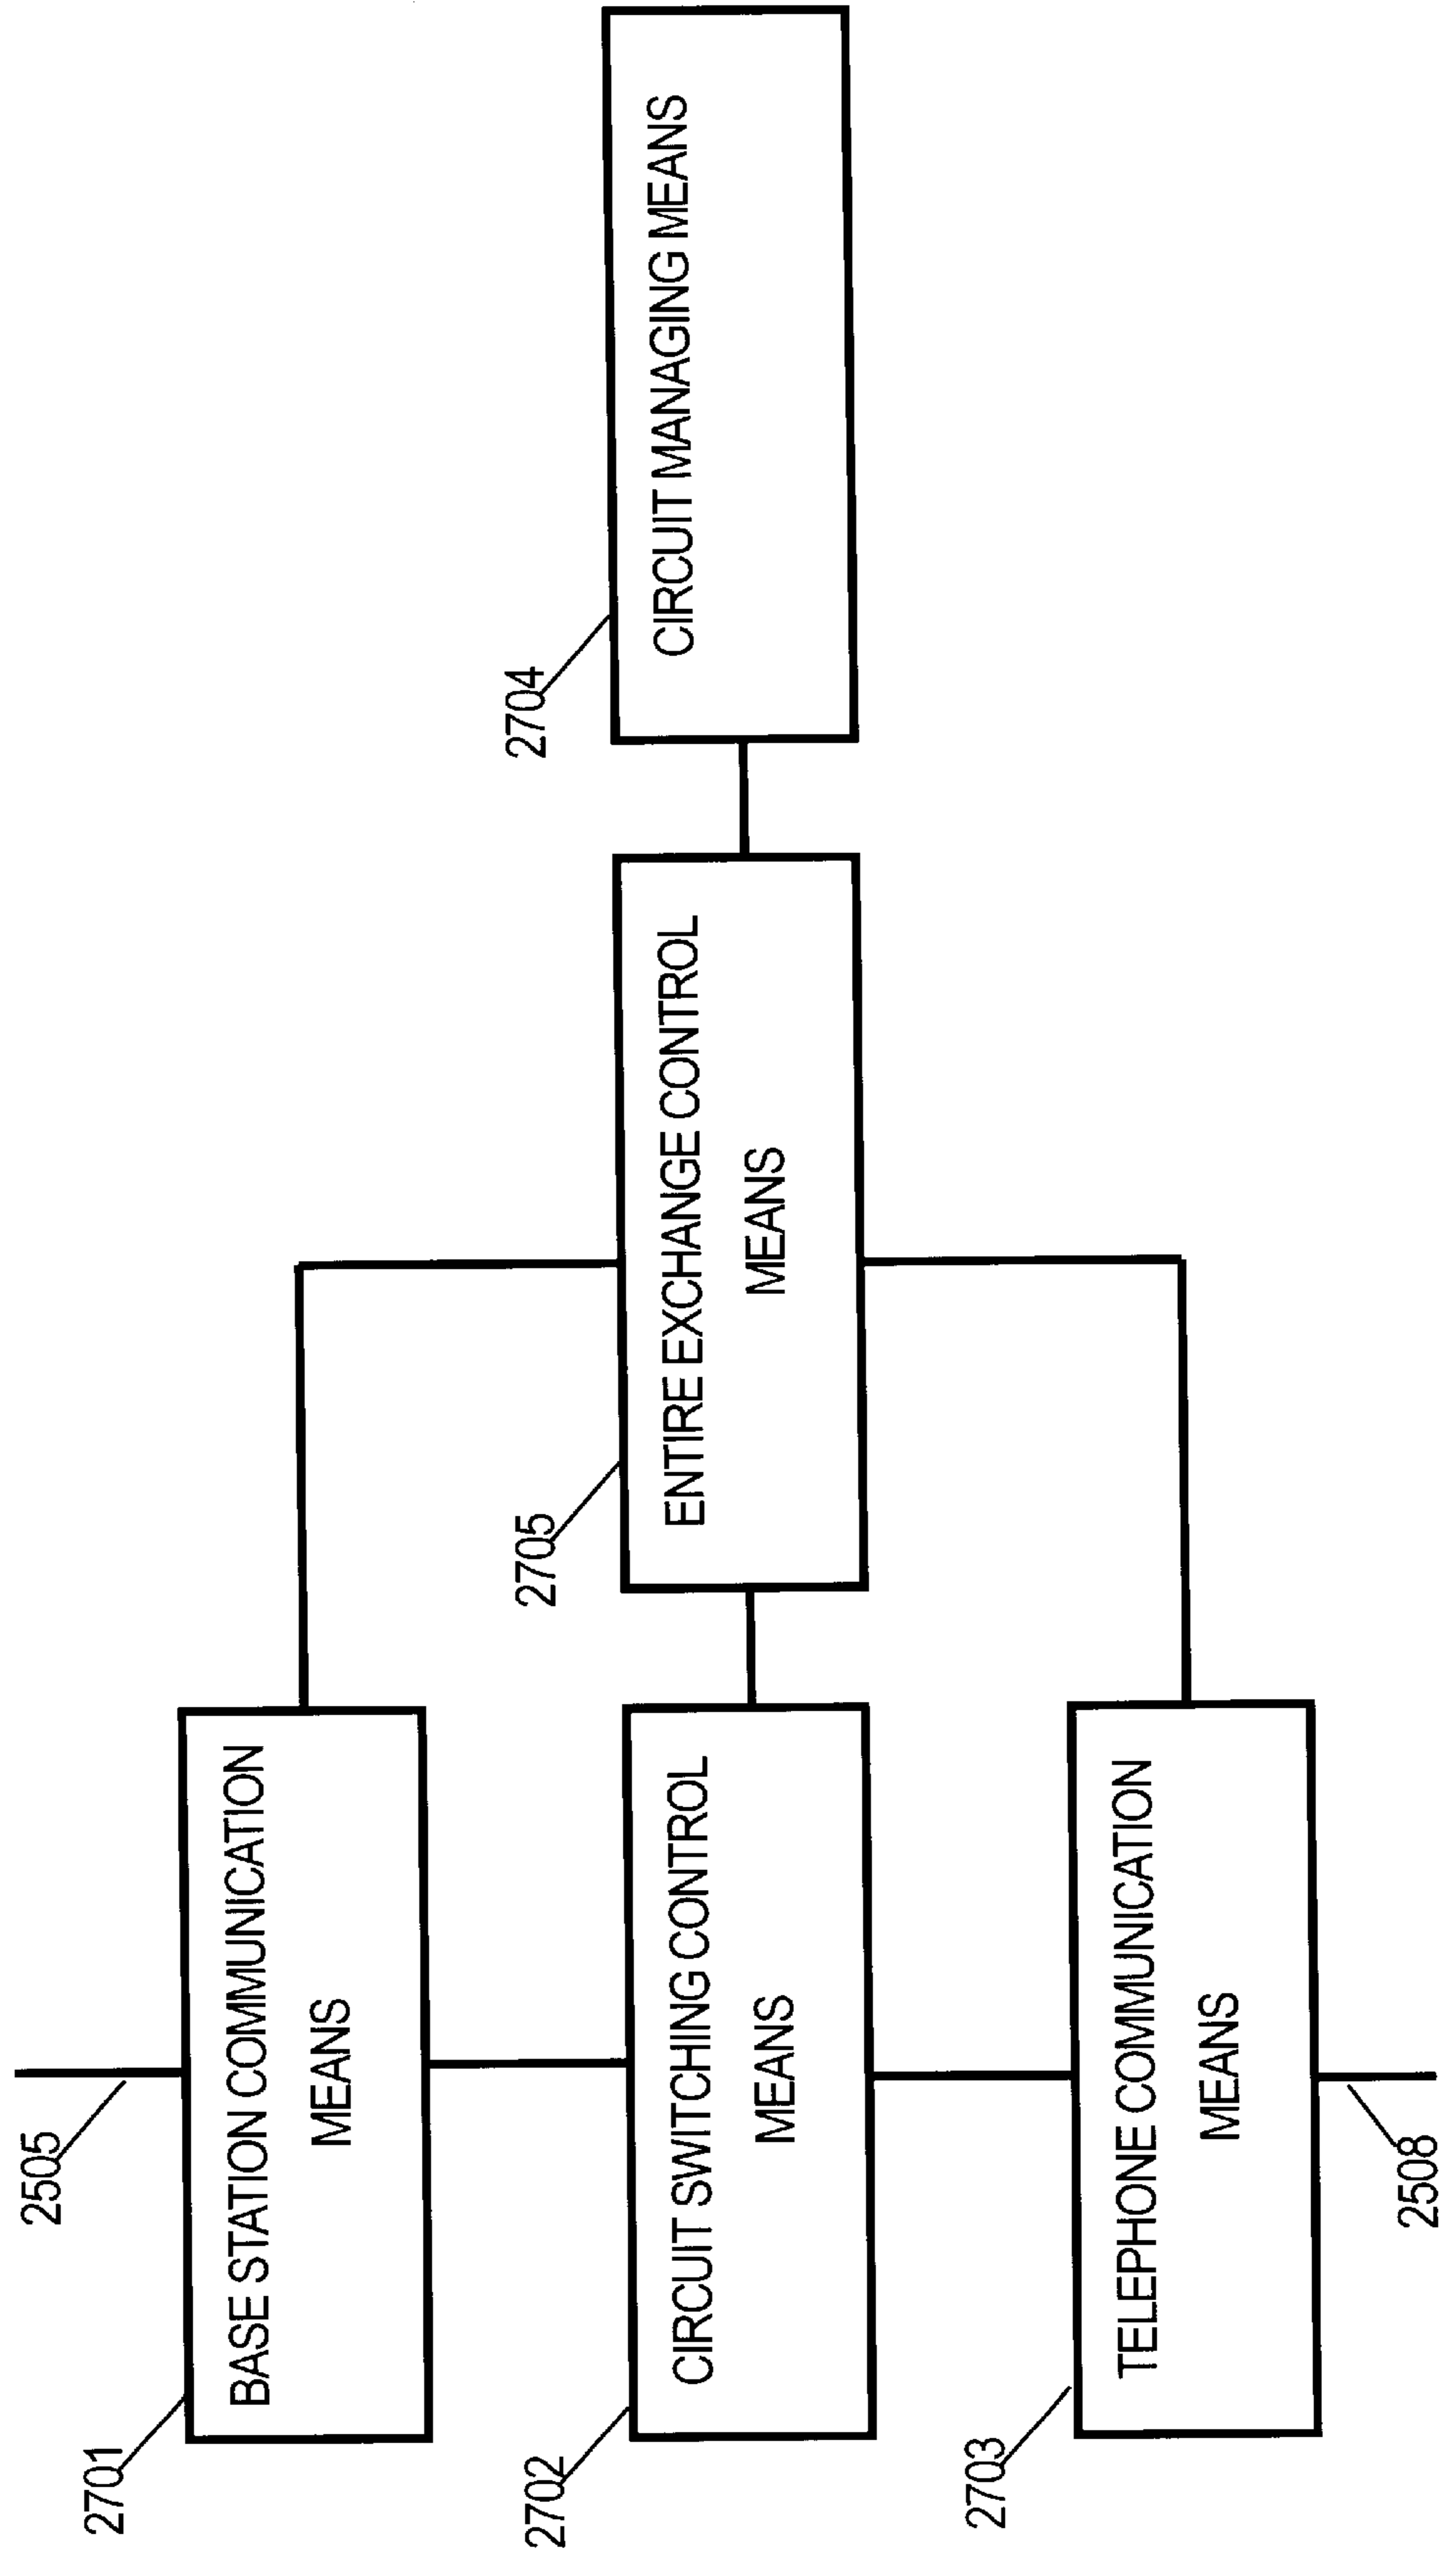 2505
2701
BASE STATION COMMUNICATION
MEANS
2702
CIRCUIT SWITCHING CONTROL
MEANS
2705
ENTIRE EXCHANGE CONTROL
MEANS
2704
CIRCUIT MANAGING MEANS
2703
TELEPHONE COMMUNICATION
MEANS
2508